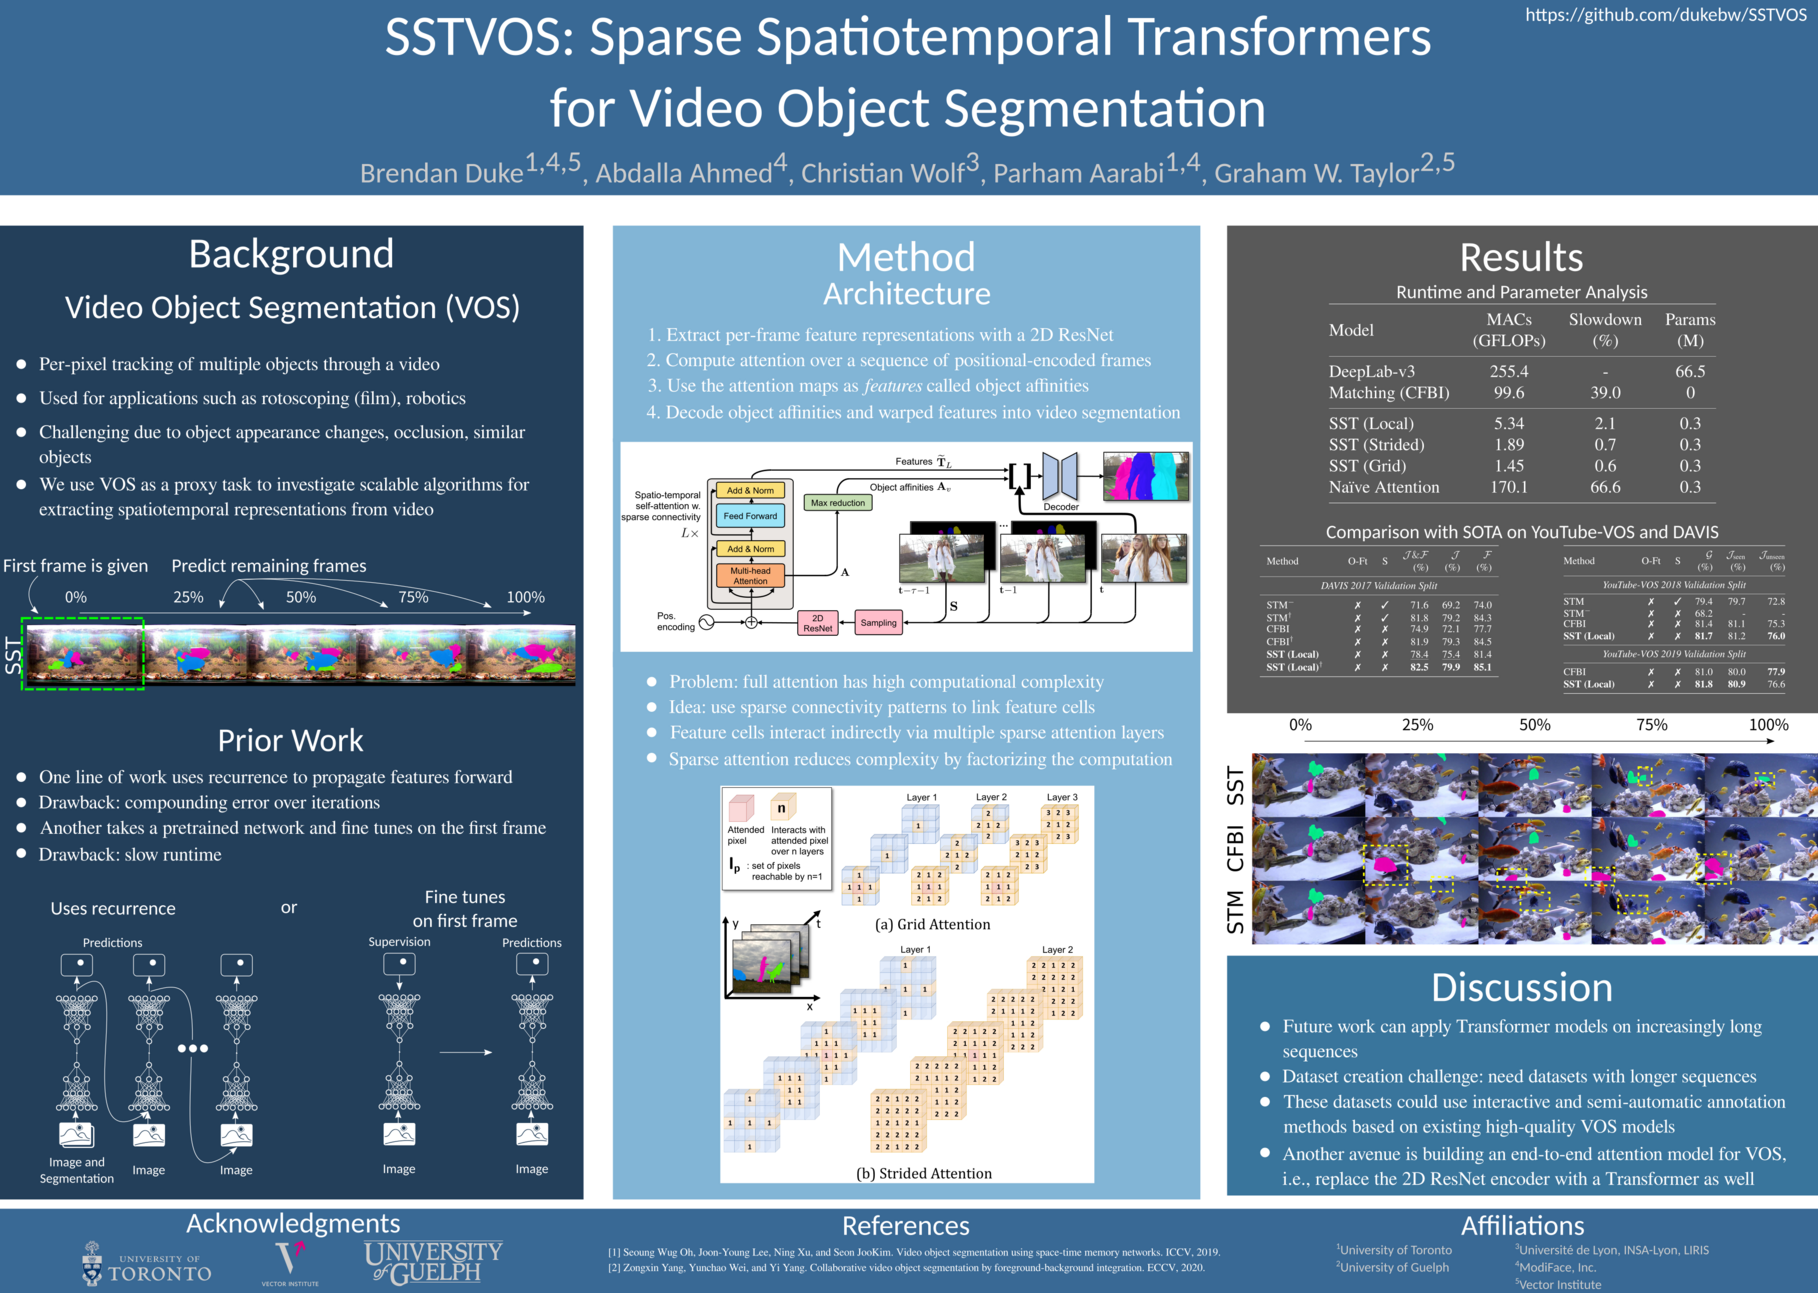 https://github.com/dukebw/SSTVOS
SSTVOS: Sparse Spatiotemporal Transformers
for Video Object Segmentation
Brendan Duke1,4,5, Abdalla Ahmed4, Christian Wolf3, Parham Aarabi1,4, Graham W. Taylor2,5
Background
Video Object Segmentation (VOS)
● Per-pixel tracking of multiple objects through a video
● Used for applications such as rotoscoping (film), robotics
● Challenging due to object appearance changes, occlusion, similar
objects
● We use VOS as a proxy task to investigate scalable algorithms for
extracting spatiotemporal representations from video
First frame is given Predict remaining frames
0% 25% 50% 75% 100%
SST
Prior Work
● One line of work uses recurrence to propagate features forward
● Drawback: compounding error over iterations
● Another takes a pretrained network and fine tunes on the first frame
● Drawback: slow runtime
Uses recurrence or Fine tunes
on first frame
Predictions Supervision Predictions
Image and
Segmentation Image Image Image Image
Method
Architecture
1. Extract per-frame feature representations with a 2D ResNet
2. Compute attention over a sequence of positional-encoded frames
3. Use the attention maps as features called object affinities
4. Decode object affinities and warped features into video segmentation
Features T̃L
Object affinities Av
Spatio-temporal
self-attention w.
sparse connectivity
L×
Add & Norm
Feed Forward
Add & Norm
Multi-head
Attention
Max reduction
A
[ ]
Decoder
...
t−τ−1 t−1 t
S
Pos.
encoding
2D
ResNet
Sampling
● Problem: full attention has high computational complexity
● Idea: use sparse connectivity patterns to link feature cells
● Feature cells interact indirectly via multiple sparse attention layers
● Sparse attention reduces complexity by factorizing the computation
Attended
pixel
n
Interacts with
attended pixel
over n layers
Ip : set of pixels
reachable by n=1
Layer 1 Layer 2 Layer 3
(a) Grid Attention
y t x
Layer 1 Layer 2
(b) Strided Attention
Results
Runtime and Parameter Analysis
Model MACs (GFLOPs) Slowdown (%) Params (M)
DeepLab-v3 255.4 - 66.5
Matching (CFBI) 99.6 39.0 0
SST (Local) 5.34 2.1 0.3
SST (Strided) 1.89 0.7 0.3
SST (Grid) 1.45 0.6 0.3
Naïve Attention 170.1 66.6 0.3
Comparison with SOTA on YouTube-VOS and DAVIS
Method O-Ft S J&F (%) J (%) F (%)
DAVIS 2017 Validation Split
STM− ✗ ✓ 71.6 69.2 74.0
STM† ✗ ✓ 81.8 79.2 84.3
CFBI ✗ ✗ 74.9 72.1 77.7
CFBI† ✗ ✗ 81.9 79.3 84.5
SST (Local) ✗ ✗ 78.4 75.4 81.4
SST (Local)† ✗ ✗ 82.5 79.9 85.1
Method O-Ft S G (%) Jseen (%) Junseen (%)
YouTube-VOS 2018 Validation Split
STM ✗ ✓ 79.4 79.7 72.8
STM− ✗ ✗ 68.2 - -
CFBI ✗ ✗ 81.4 81.1 75.3
SST (Local) ✗ ✗ 81.7 81.2 76.0
YouTube-VOS 2019 Validation Split
CFBI ✗ ✗ 81.0 80.0 77.9
SST (Local) ✗ ✗ 81.8 80.9 76.6
0% 25% 50% 75% 100%
SST
CFBI
STM
Discussion
● Future work can apply Transformer models on increasingly long
sequences
● Dataset creation challenge: need datasets with longer sequences
● These datasets could use interactive and semi-automatic annotation
methods based on existing high-quality VOS models
● Another avenue is building an end-to-end attention model for VOS,
i.e., replace the 2D ResNet encoder with a Transformer as well
Acknowledgments
UNIVERSITY OF
TORONTO
VECTOR INSTITUTE
UNIVERSITY
of GUELPH
References
[1] Seoung Wug Oh, Joon-Young Lee, Ning Xu, and Seon JooKim. Video object segmentation using space-time memory networks. ICCV, 2019.
[2] Zongxin Yang, Yunchao Wei, and Yi Yang. Collaborative video object segmentation by foreground-background integration. ECCV, 2020.
Affiliations
1University of Toronto
2University of Guelph
3Université de Lyon, INSA-Lyon, LIRIS
4ModiFace, Inc.
5Vector Institute